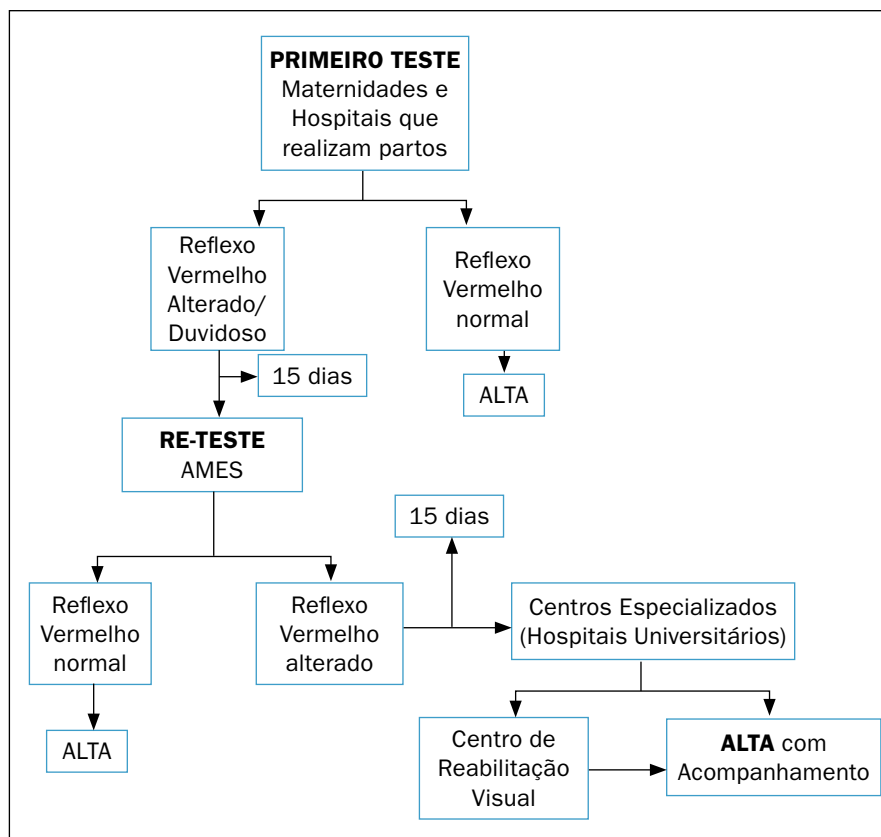 PRIMEIRO TESTE
Maternidades e
Hospitais que
realizam partos
Reflexo
Vermelho
Alterado/
Duvidoso
Reflexo
Vermelho
normal
15 dias
ALTA
RE-TESTE
AMES
15 dias
Reflexo
Vermelho
normal
Reflexo
Vermelho
alterado
Centros Especializados
(Hospitais Universitários)
ALTA
Centro de
Reabilitação
Visual
ALTA com
Acompanhamento